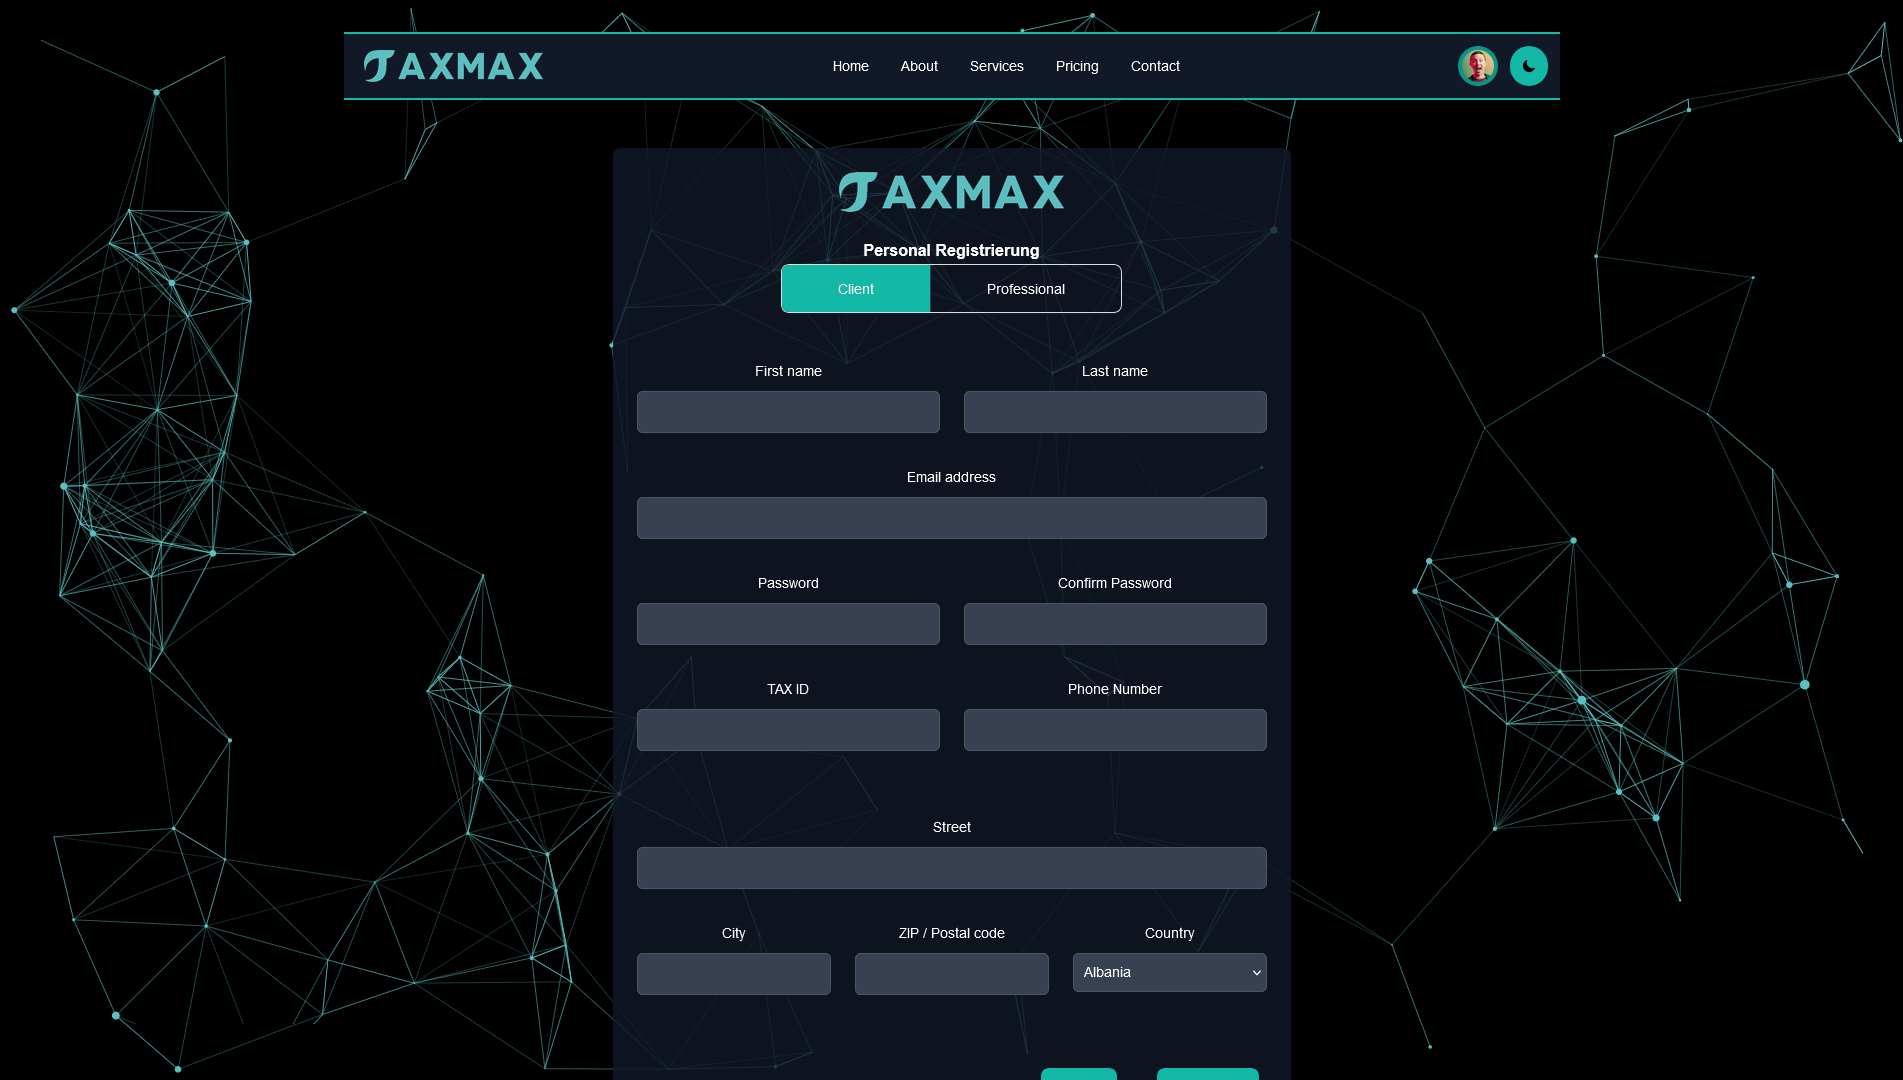 TAXMAX
Home About Services Pricing Contact
TAXMAX
Personal Registrierung
Client Professional
First name Last name
Email address
Password Confirm Password
TAX ID Phone Number
Street
City ZIP / Postal code Country
Albania